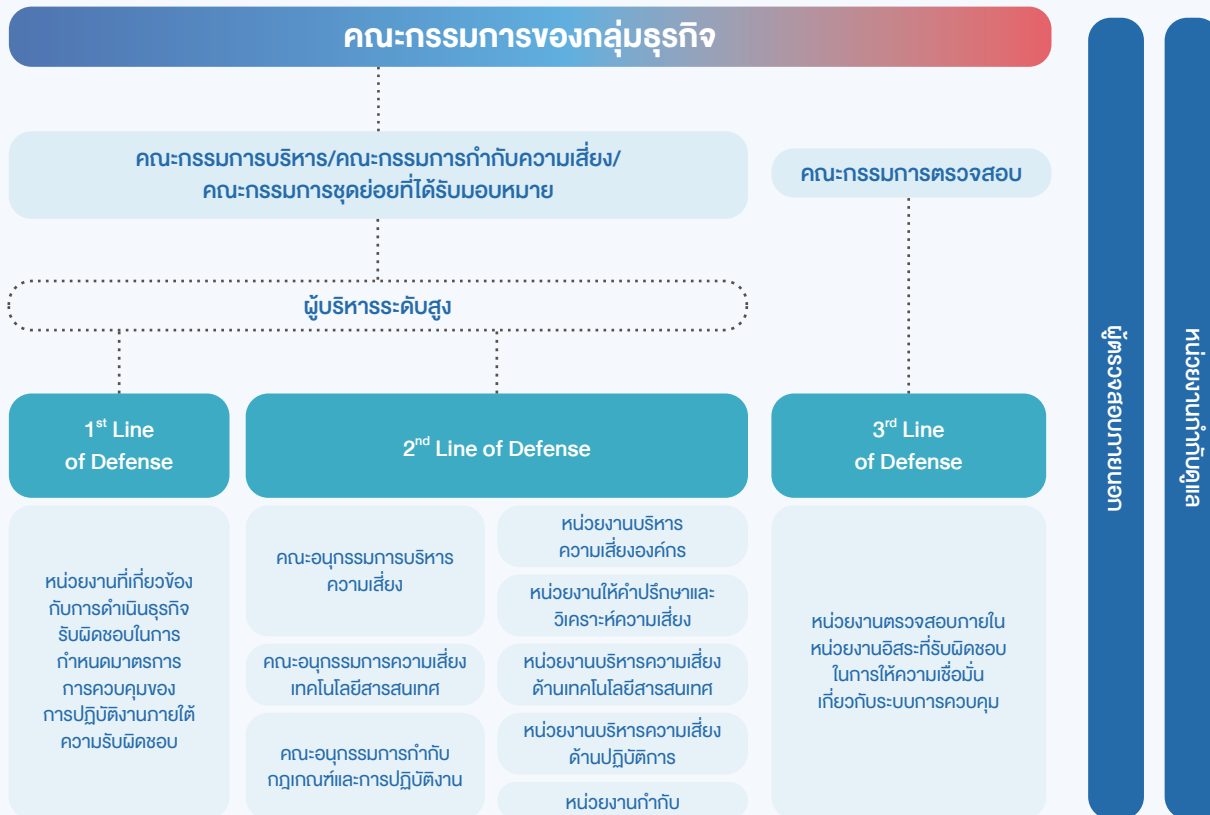 คณะกรรมการของกลุ่มธุรกิจ
คณะกรรมการบริหาร/คณะกรรมการกำกับความเสี่ยง/
คณะกรรมการชุดย่อยที่ได้รับมอบหมาย
คณะกรรมการตรวจสอบ
ผู้บริหารระดับสูง
1st Line
of Defense
2nd Line of Defense
3rd Line
of Defense
หน่วยงานที่เกี่ยวข้อง
กับการดำเนินธุรกิจ
รับผิดชอบในการ
กำหนดมาตรการ
การควบคุมของ
การปฏิบัติงานภายใต้
ความรับผิดชอบ
คณะอนุกรรมการบริหาร
ความเสี่ยง
คณะอนุกรรมการความเสี่ยง
เทคโนโลยีสารสนเทศ
คณะอนุกรรมการกำกับ
กฎเกณฑ์และการปฏิบัติงาน
หน่วยงานบริหาร
ความเสี่ยงองค์กร
หน่วยงานให้คำปรึกษาและ
วิเคราะห์ความเสี่ยง
หน่วยงานบริหารความเสี่ยง
ด้านเทคโนโลยีสารสนเทศ
หน่วยงานบริหารความเสี่ยง
ด้านปฏิบัติการ
หน่วยงานกำกับ
หน่วยงานตรวจสอบภายใน
หน่วยงานอิสระที่รับผิดชอบ
ในการให้ความเชื่อมั่น
เกี่ยวกับระบบการควบคุม
ผู้ตรวจสอบภายนอก
หน่วยงานกำกับดูแล